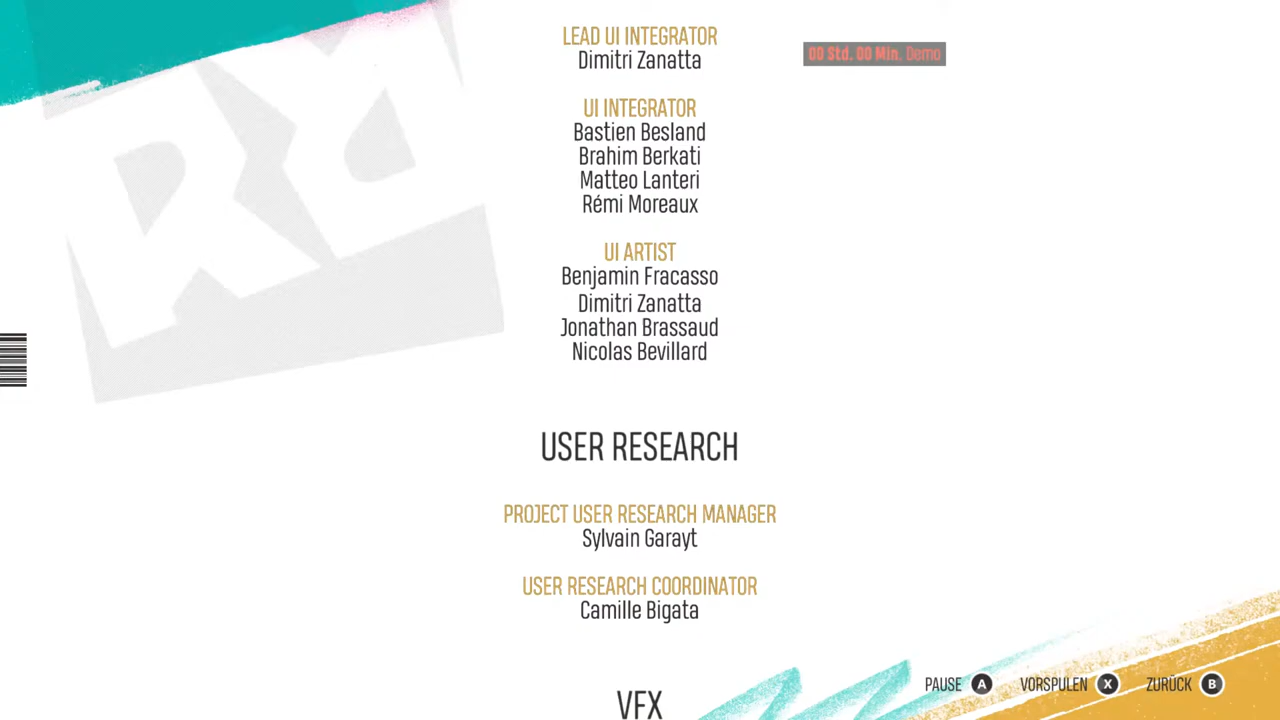 LEAD UI INTEGRATOR
Dimitri Zanatta
00 Std. 00 Min. Demo
UI INTEGRATOR
Bastien Besland
Brahim Berkati
Matteo Lanteri
Rémi Moreaux
UI ARTIST
Benjamin Fracasso
Dimitri Zanatta
Jonathan Brassaud
Nicolas Bevillard
USER RESEARCH
PROJECT USER RESEARCH MANAGER
Sylvain Garayt
USER RESEARCH COORDINATOR
Camille Bigata
VFX
PAUSE A VORSPULEN X ZURÜCK B